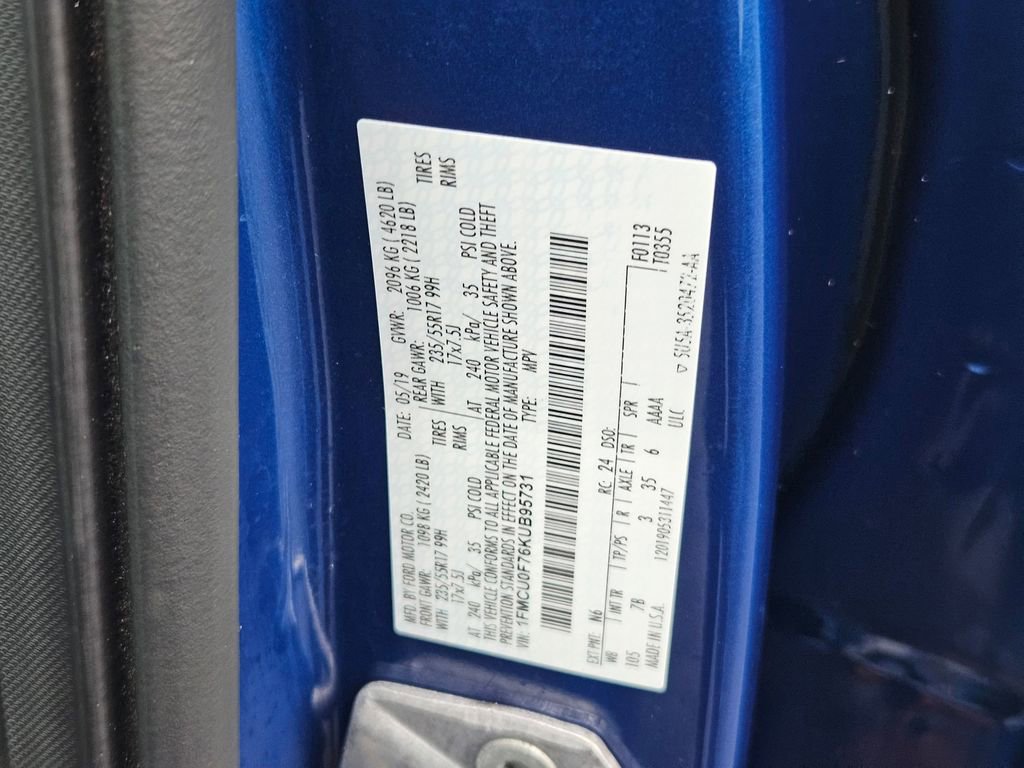 MFD. BY FORD MOTOR CO. DATE: 05/19 GVWR: 2096 KG ( 4620 LB)
FRONT GAWR: 1098 KG ( 2420 LB) REAR GAWR: 1006 KG ( 2218 LB)
WITH 235/55R17 99H TIRES WITH 235/55R17 99H TIRES
17x7.5J RIMS 17x7.5J RIMS
AT 240 kPa/ 35 PSI COLD AT 240 kPa/ 35 PSI COLD
THIS VEHICLE CONFORMS TO ALL APPLICABLE FEDERAL MOTOR VEHICLE SAFETY AND THEFT
PREVENTION STANDARDS IN EFFECT ON THE DATE OF MANUFACTURE SHOWN ABOVE.
VIN: 1FMCU0F76KUB95731 TYPE: MPV
EXT PNT: N6 RC: 24 DSO: F0113
WB INT TR TP/PS R AXLE TR SPR T0355
105 7B 3 35 6 AAAA
MADE IN U.S.A. 1201905311447 ULC
▽ 5U5A-3520472-AA